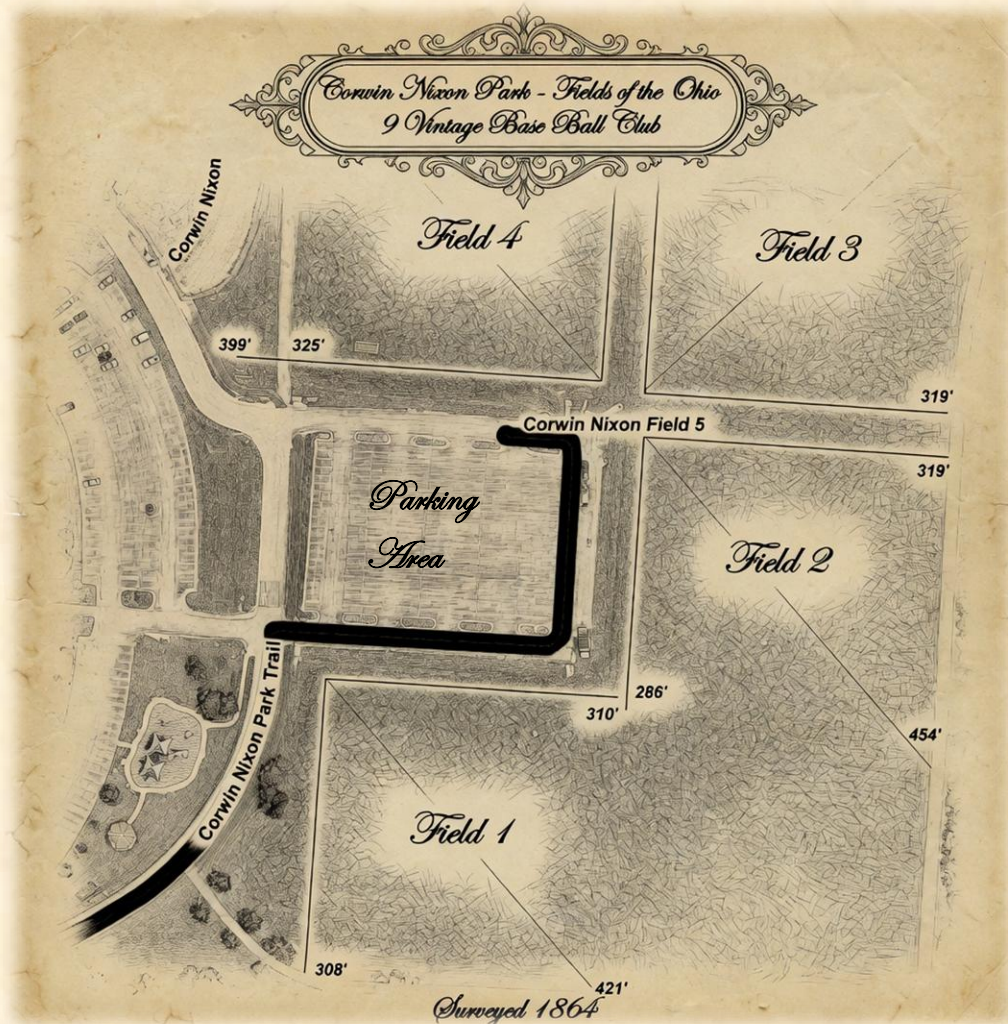 Corwin Nixon Park - Fields of the Ohio
9 Vintage Base Ball Club
Corwin Nixon
Field 4
Field 3
399'
325'
319'
Corwin Nixon Field 5
319'
Parking
Area
Field 2
286'
310'
454'
Corwin Nixon Park Trail
Field 1
308'
421'
Surveyed 1864